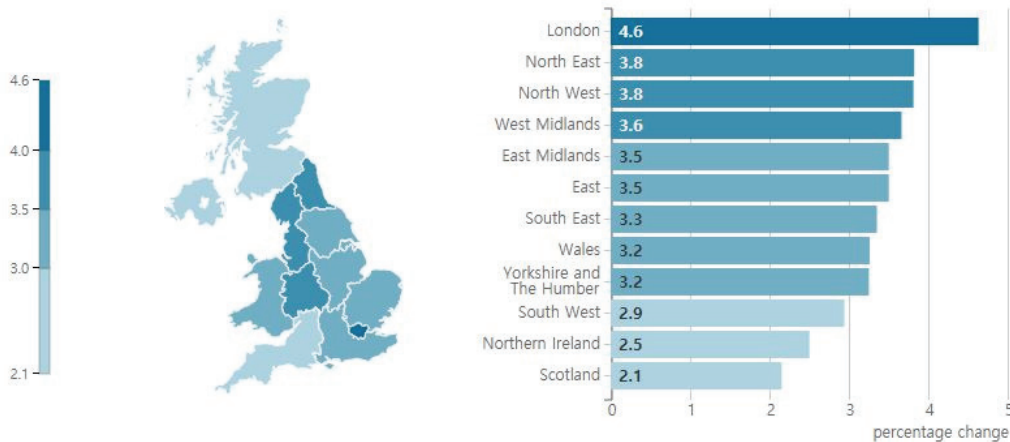 4.6
4.0
3.5
3.0
2.1
London 4.6
North East 3.8
North West 3.8
West Midlands 3.6
East Midlands 3.5
East 3.5
South East 3.3
Wales 3.2
Yorkshire and
The Humber 3.2
South West 2.9
Northern Ireland 2.5
Scotland 2.1
0 1 2 3 4 5
percentage change